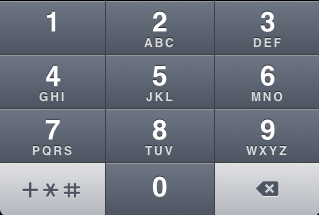 1 2 3
ABC DEF
4 5 6
GHI JKL MNO
7 8 9
PQRS TUV WXYZ
+*# 0